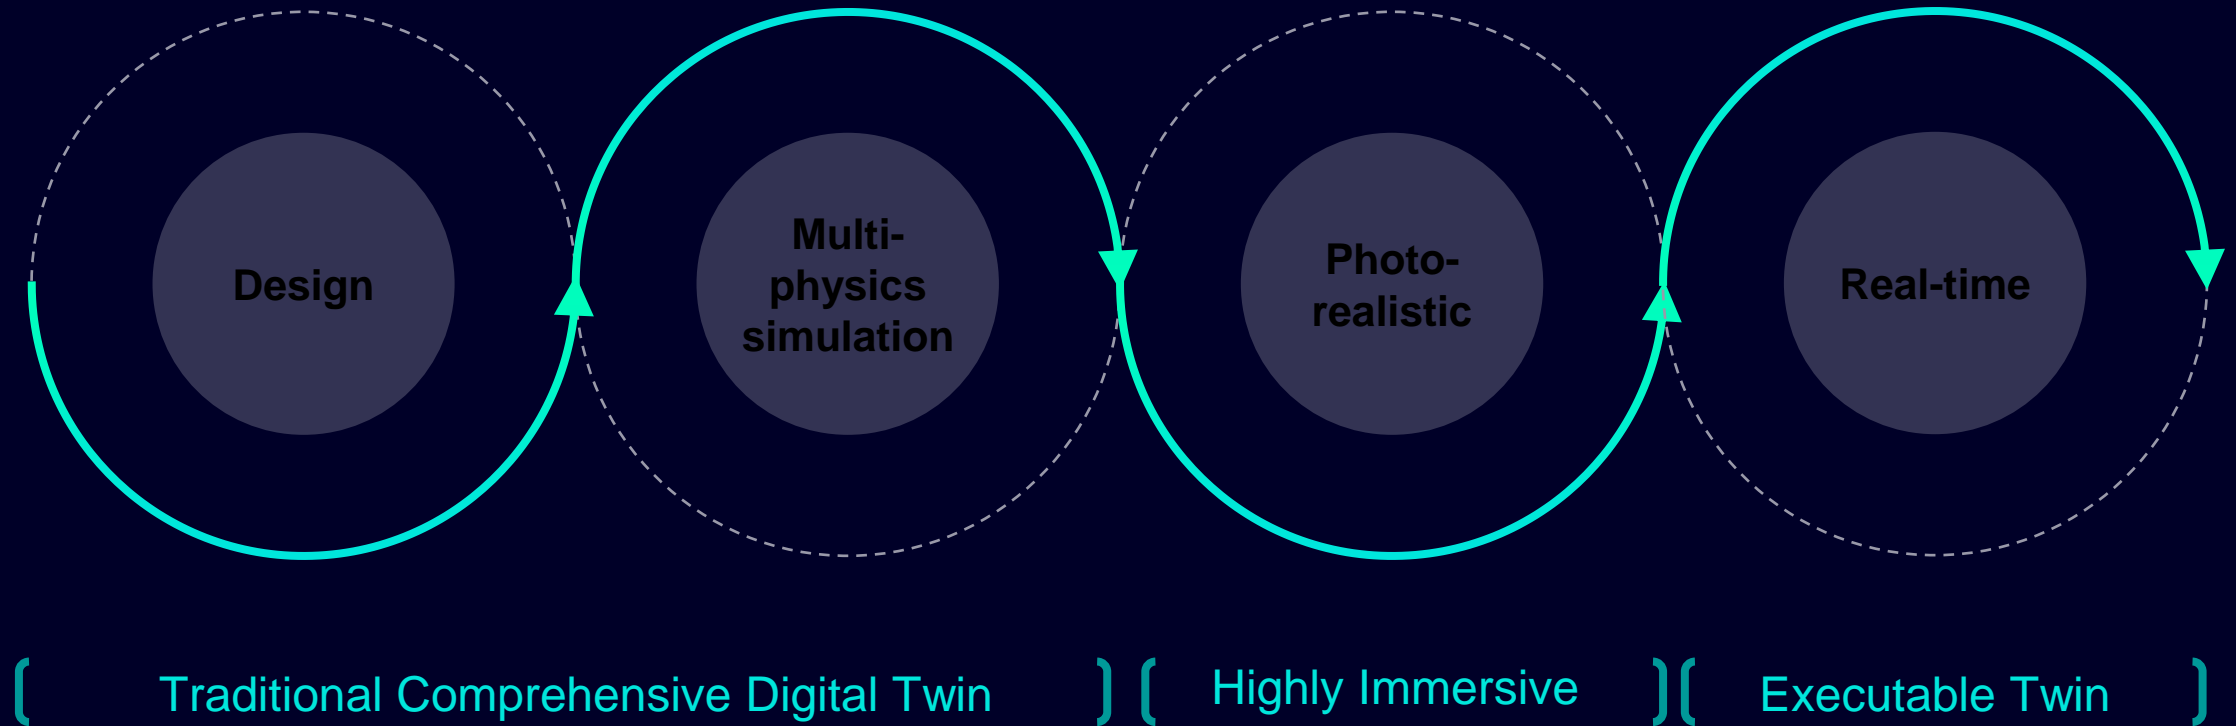 Design
Multi-
physics
simulation
Photo-
realistic
Real-time
Traditional Comprehensive Digital Twin
Highly Immersive
Executable Twin